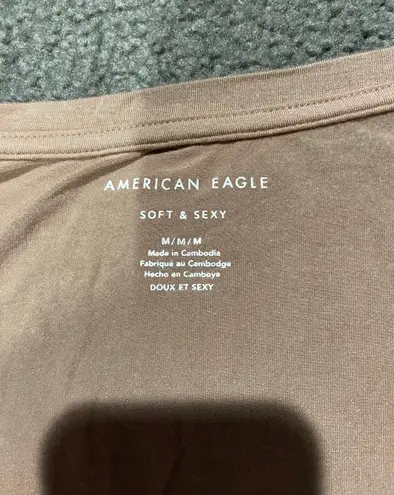 AMERICAN EAGLE
SOFT & SEXY
M/M/M
Made in Cambodia
Fabriqué au Cambodge
Hecho en Camboya
DOUX ET SEXY